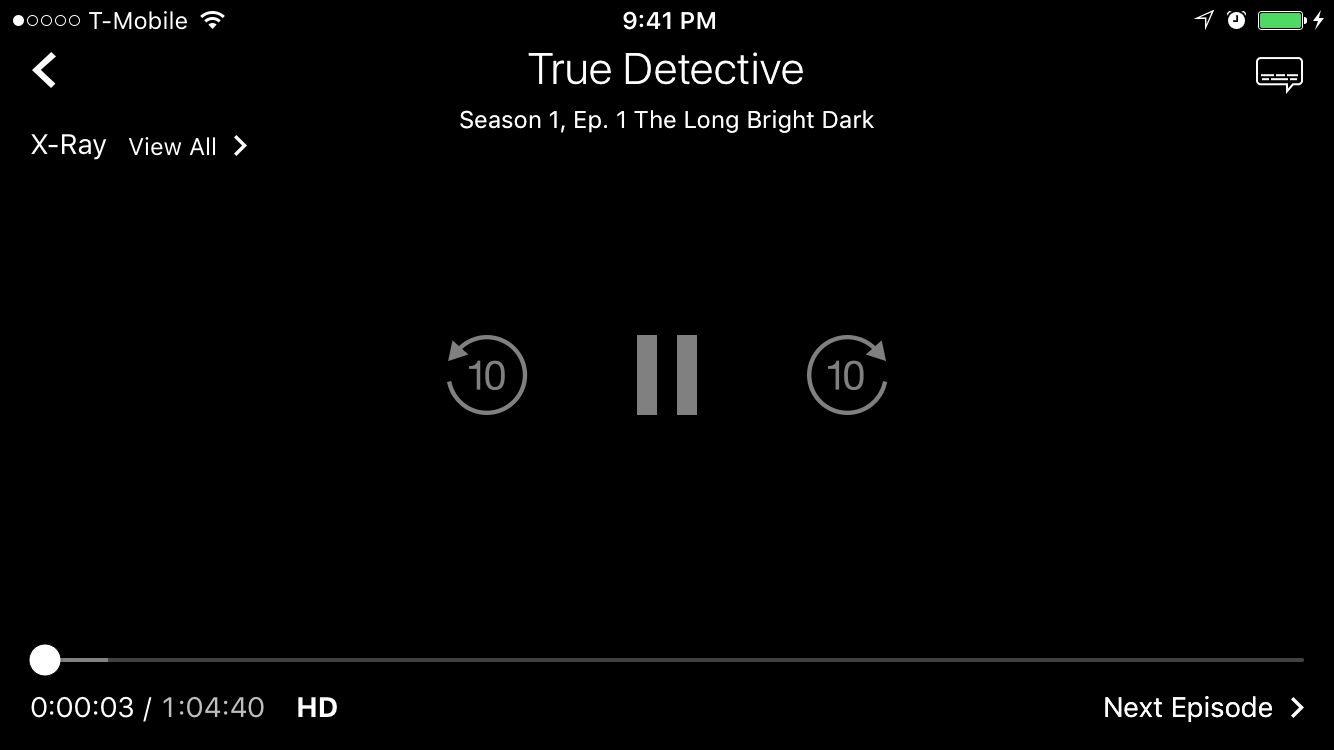 T-Mobile 9:41 PM
True Detective
Season 1, Ep. 1 The Long Bright Dark
X-Ray View All
10 10
0:00:03 / 1:04:40 HD Next Episode